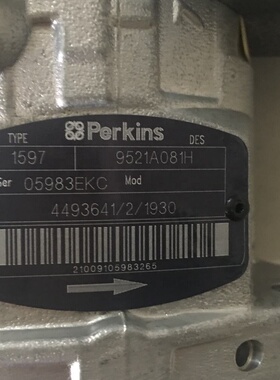 TYPE Perkins DES
1597 9521A081H
Ser 05983EKC Mod
4493641/2/1930
21009105983265